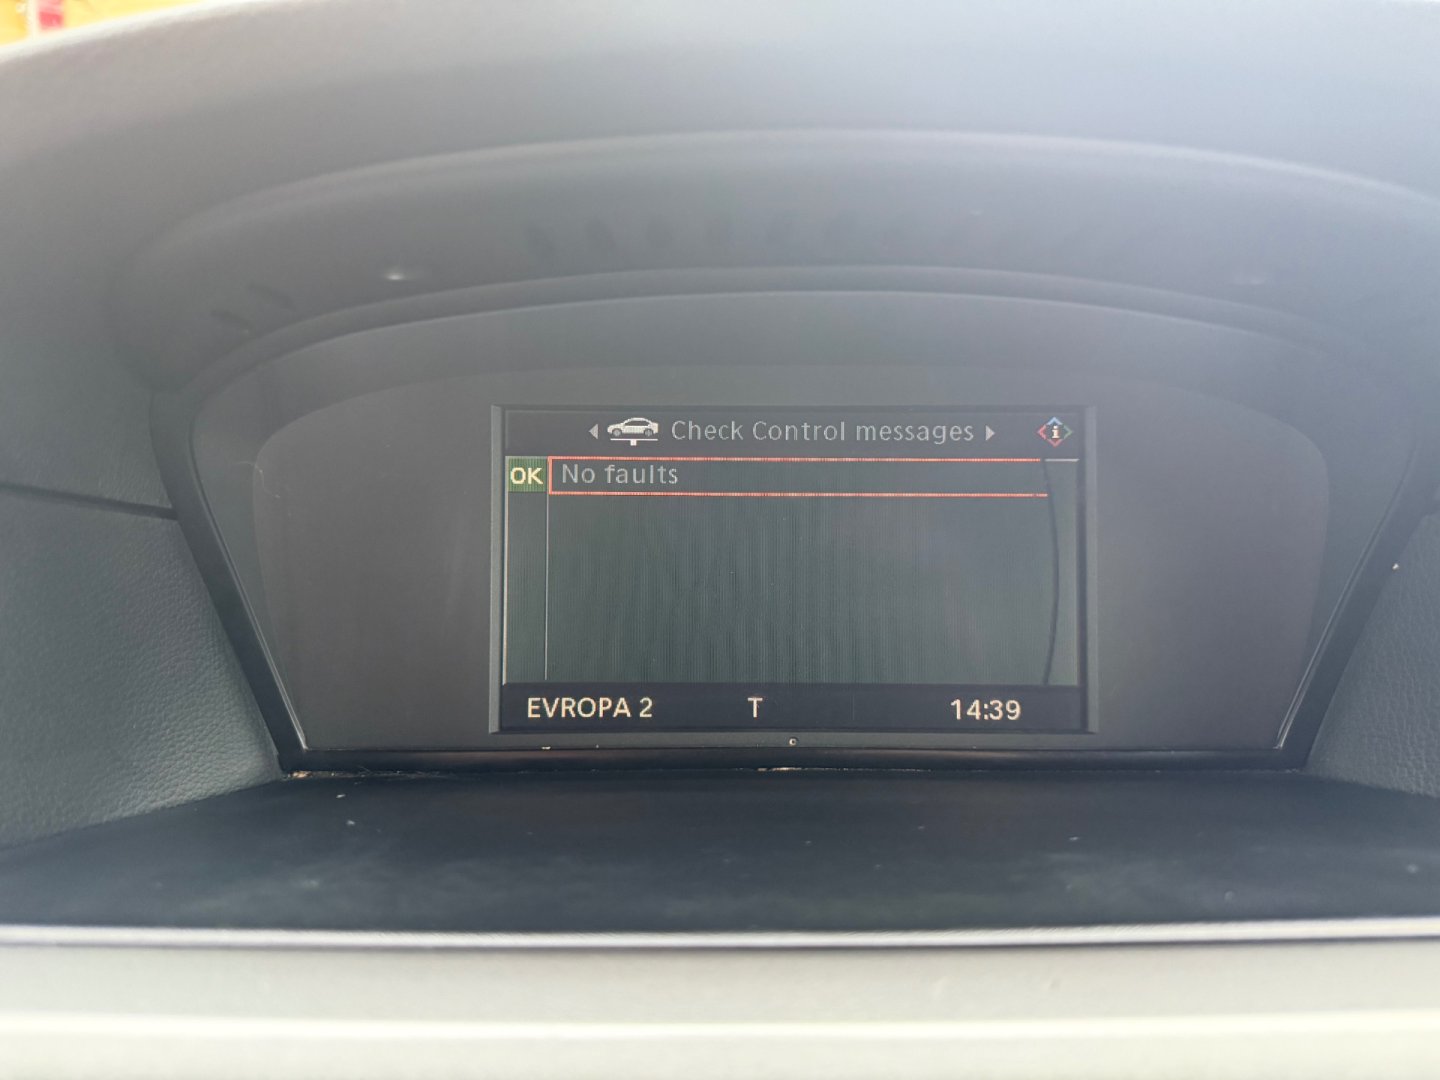 Check Control messages
i
OK No faults
EVROPA 2 T 14:39